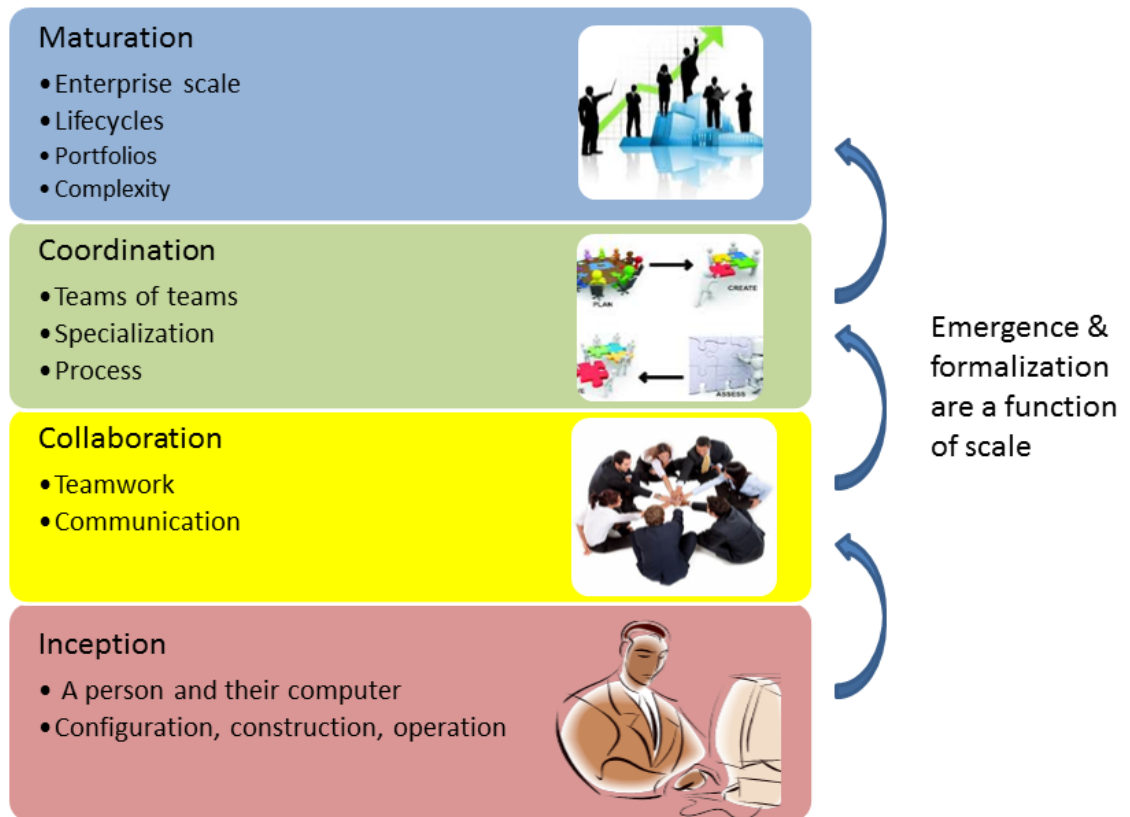 Maturation
•Enterprise scale
•Lifecycles
•Portfolios
•Complexity
Coordination
•Teams of teams
•Specialization
•Process
PLAN
CREATE
ASSESS
Collaboration
•Teamwork
•Communication
Inception
• A person and their computer
•Configuration, construction, operation
Emergence &
formalization
are a function
of scale